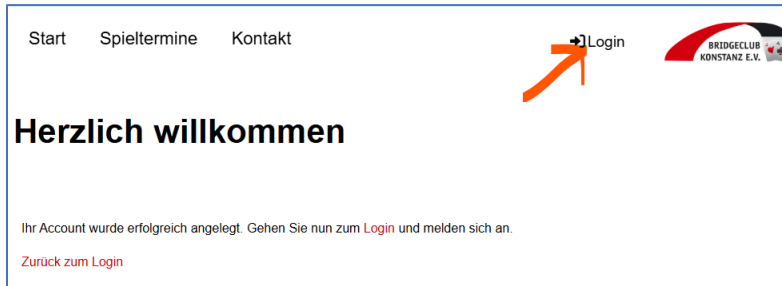 Start Spieltermine Kontakt Login
BRIDGECLUB
KONSTANZ E.V.
Herzlich willkommen
Ihr Account wurde erfolgreich angelegt. Gehen Sie nun zum Login und melden sich an.
Zurück zum Login